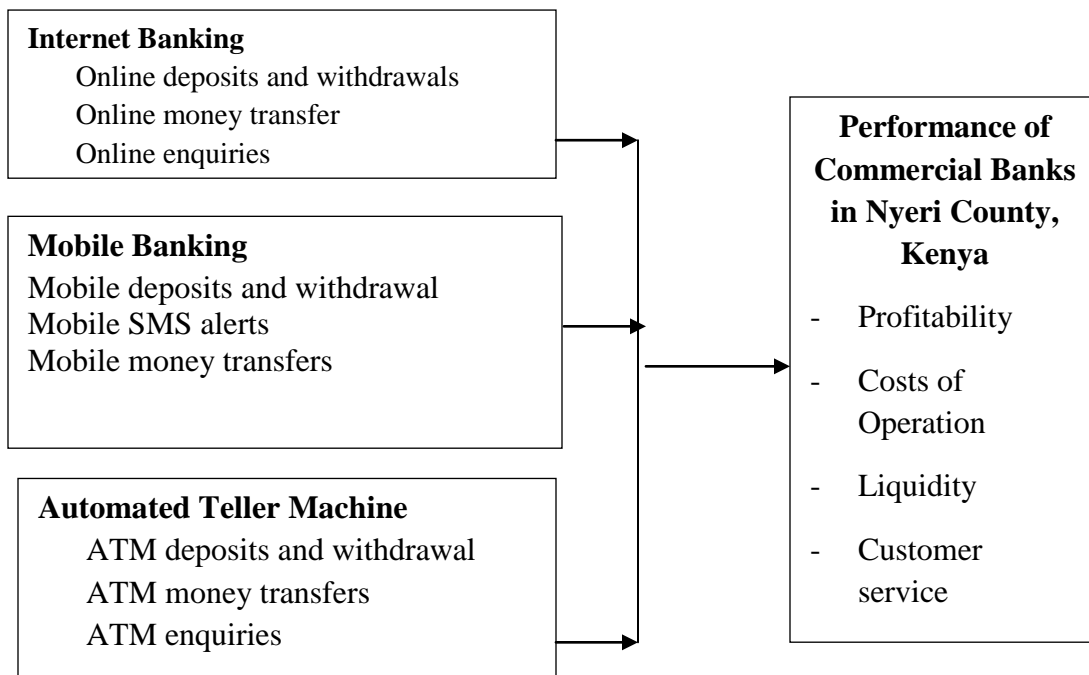 Internet Banking
Online deposits and withdrawals
Online money transfer
Online enquiries
Mobile Banking
Mobile deposits and withdrawal
Mobile SMS alerts
Mobile money transfers
Automated Teller Machine
ATM deposits and withdrawal
ATM money transfers
ATM enquiries
Performance of
Commercial Banks
in Nyeri County,
Kenya
- Profitability
- Costs of
Operation
- Liquidity
- Customer
service